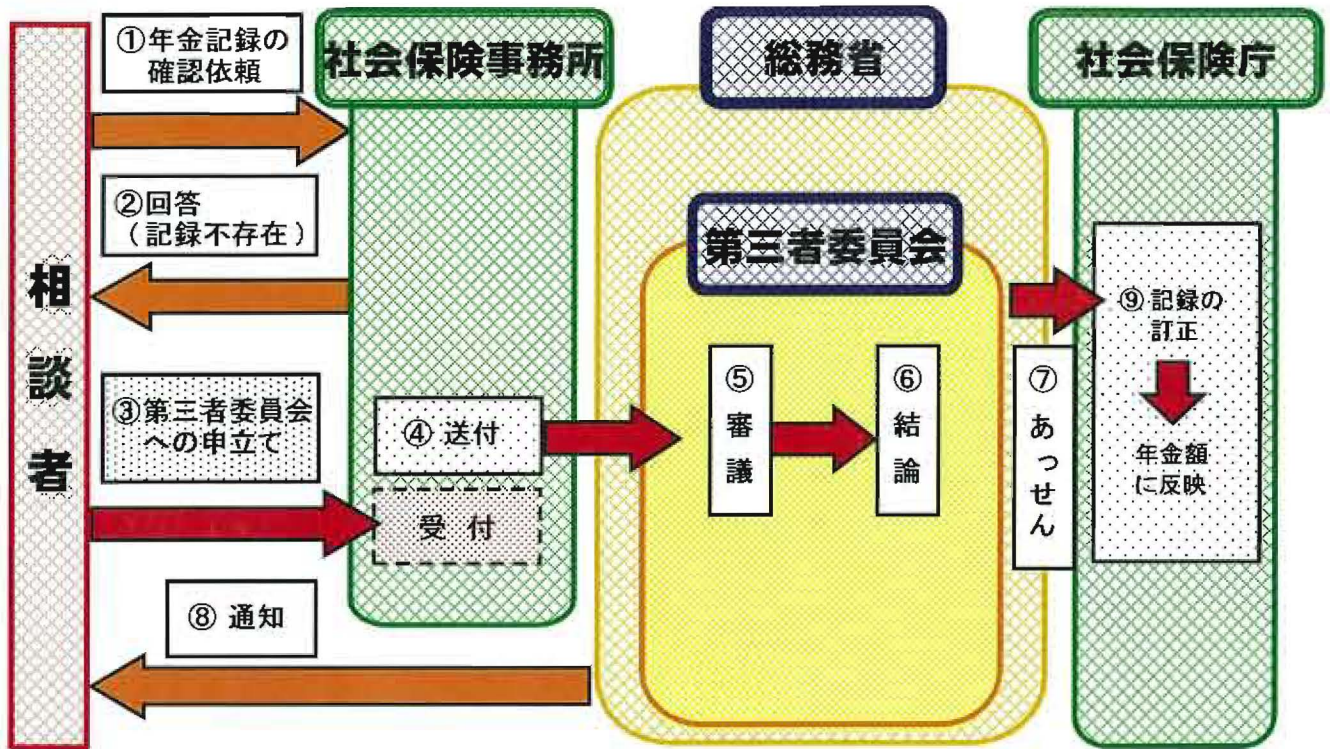 ①年金記録の
確認依頼
社会保険事務所
総務省
社会保険庁
②回答
（記録不存在）
第三者委員会
相談者
⑨記録の
訂正
年金額
に反映
③第三者委員会
への申立て
④送付
受付
⑤審議
⑥結論
⑦あっせん
⑧通知